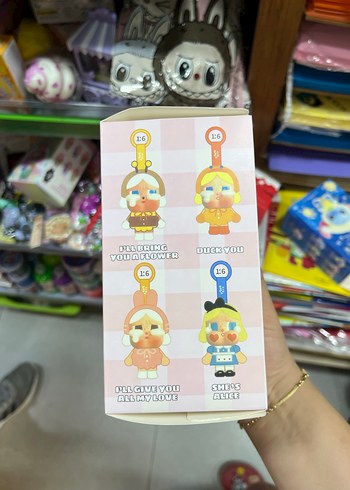 1:6
1:6
I'LL BRING
YOU A FLOWER
DUCK YOU
1:6
1:6
I'LL GIVE YOU
ALL MY LOVE
SHE'S
ALICE